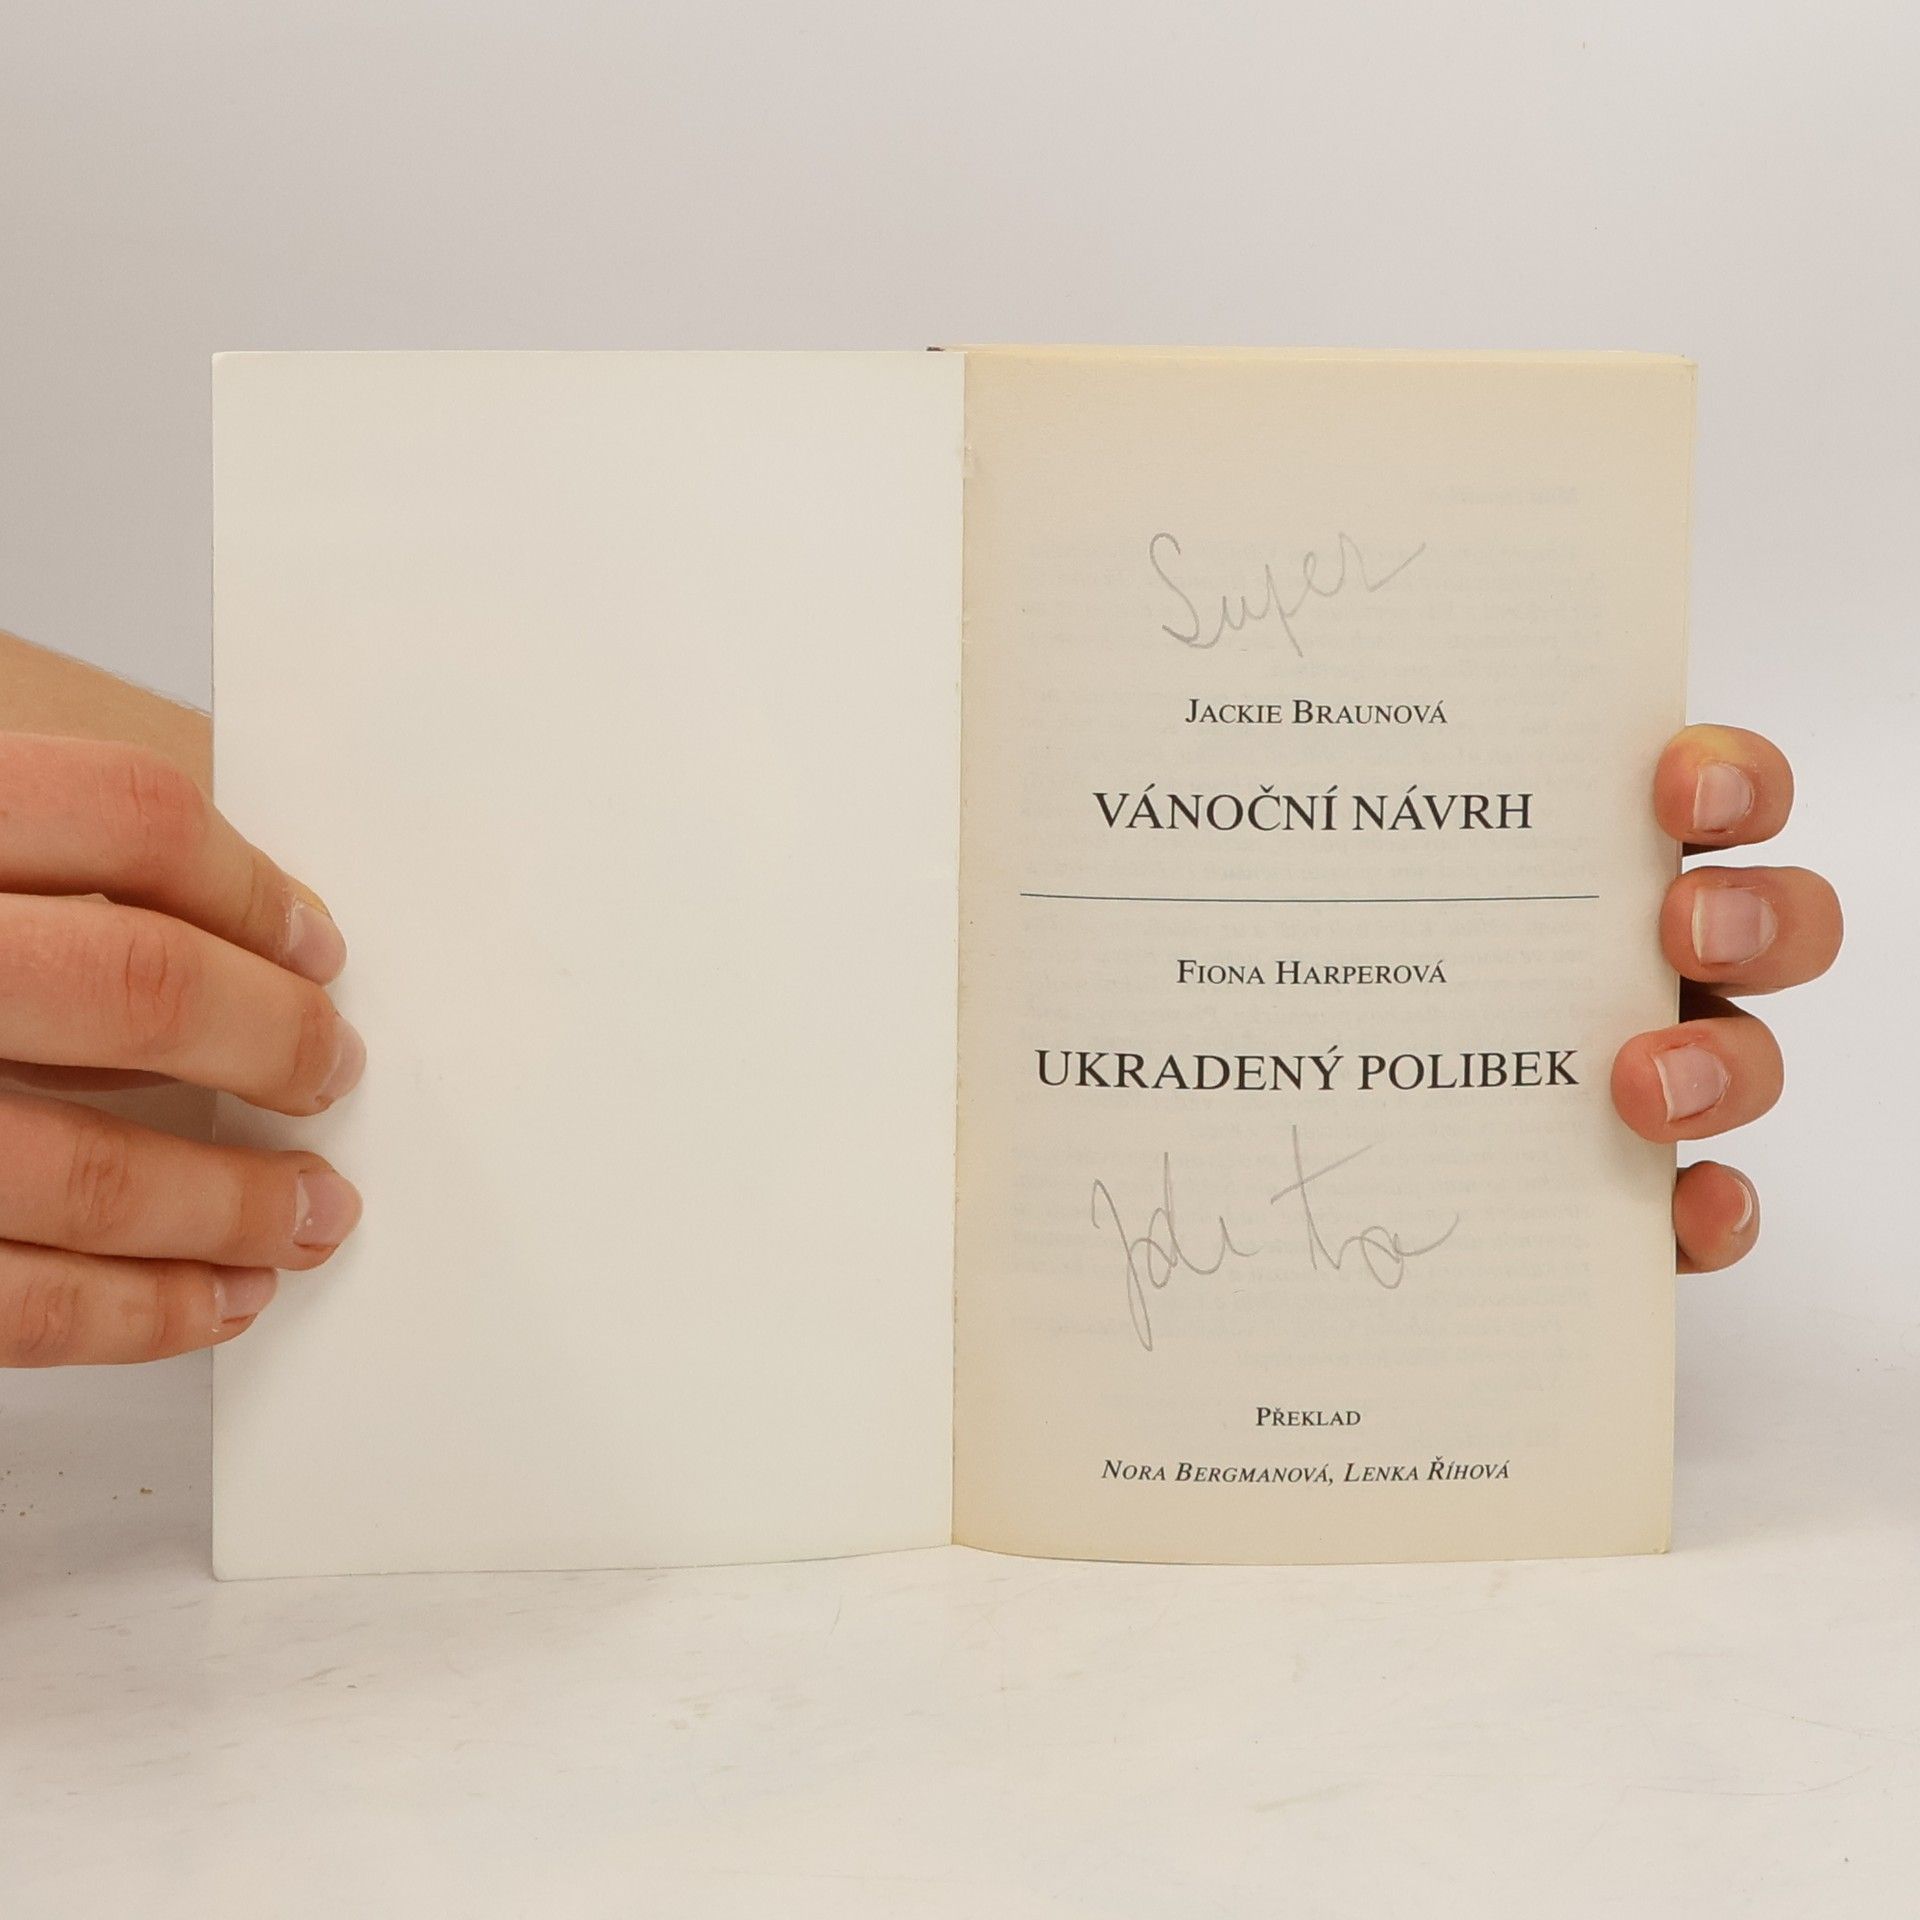 Super
JACKIE BRAUNOVÁ
VÁNOČNÍ NÁVRH
FIONA HARPEROVÁ
UKRADENÝ POLIBEK
PŘEKLAD
NORA BERGMANOVÁ, LENKA ŘÍHOVÁ